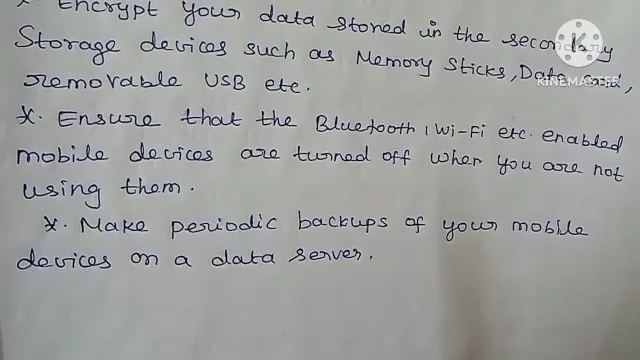 *. Encrypt your data stored in the secondary
Storage devices such as Memory Sticks, Data card,
removable USB etc.
*. Ensure that the Bluetooth, Wi-Fi etc. enabled
mobile devices are turned off when you are not
using them.
*. Make periodic backups of your mobile
devices on a data server.
K
KINEMASTER